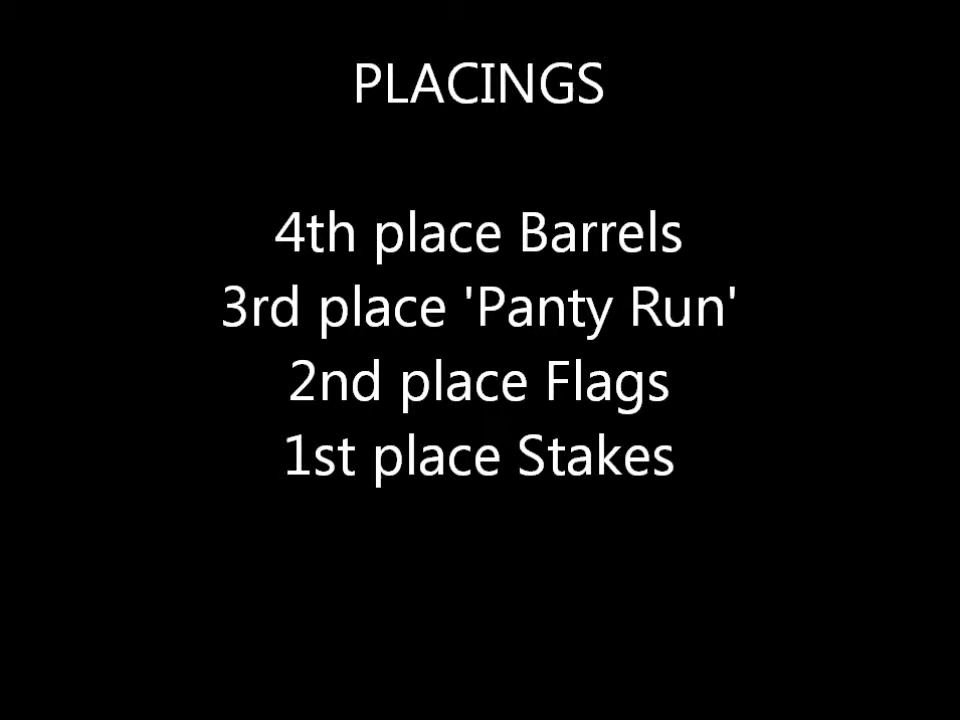 PLACINGS
4th place Barrels
3rd place 'Panty Run'
2nd place Flags
1st place Stakes